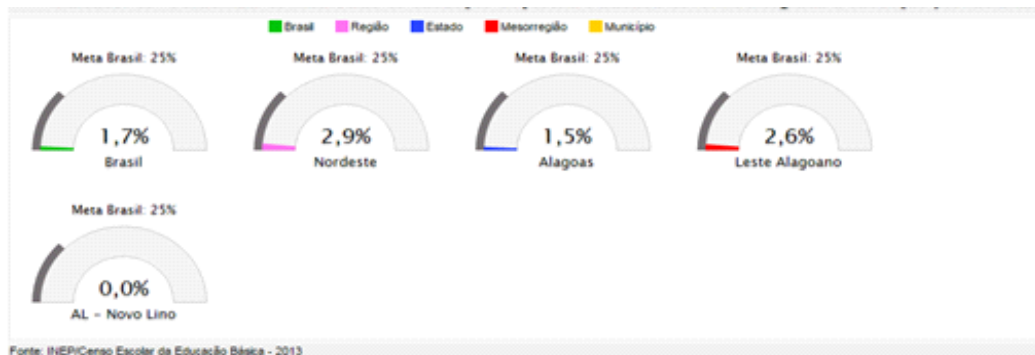 Brasil Região Estado Mesorregião Município
Meta Brasil: 25% Meta Brasil: 25% Meta Brasil: 25% Meta Brasil: 25%
1,7% 2,9% 1,5% 2,6%
Brasil Nordeste Alagoas Leste Alagoano
Meta Brasil: 25%
0,0%
AL - Novo Lino
Fonte: INEP/Censo Escolar da Educação Básica - 2013